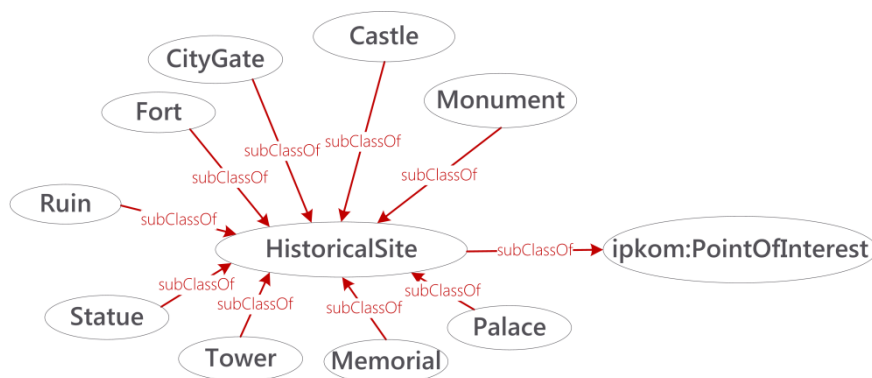 Castle
CityGate
Monument
Fort
subClassOf
subClassOf
subClassOf
subClassOf
Ruin
subClassOf
HistoricalSite
subClassOf
ipkom:PointOfInterest
subClassOf
subClassOf
subClassOf
subClassOf
Statue
Palace
Tower
Memorial